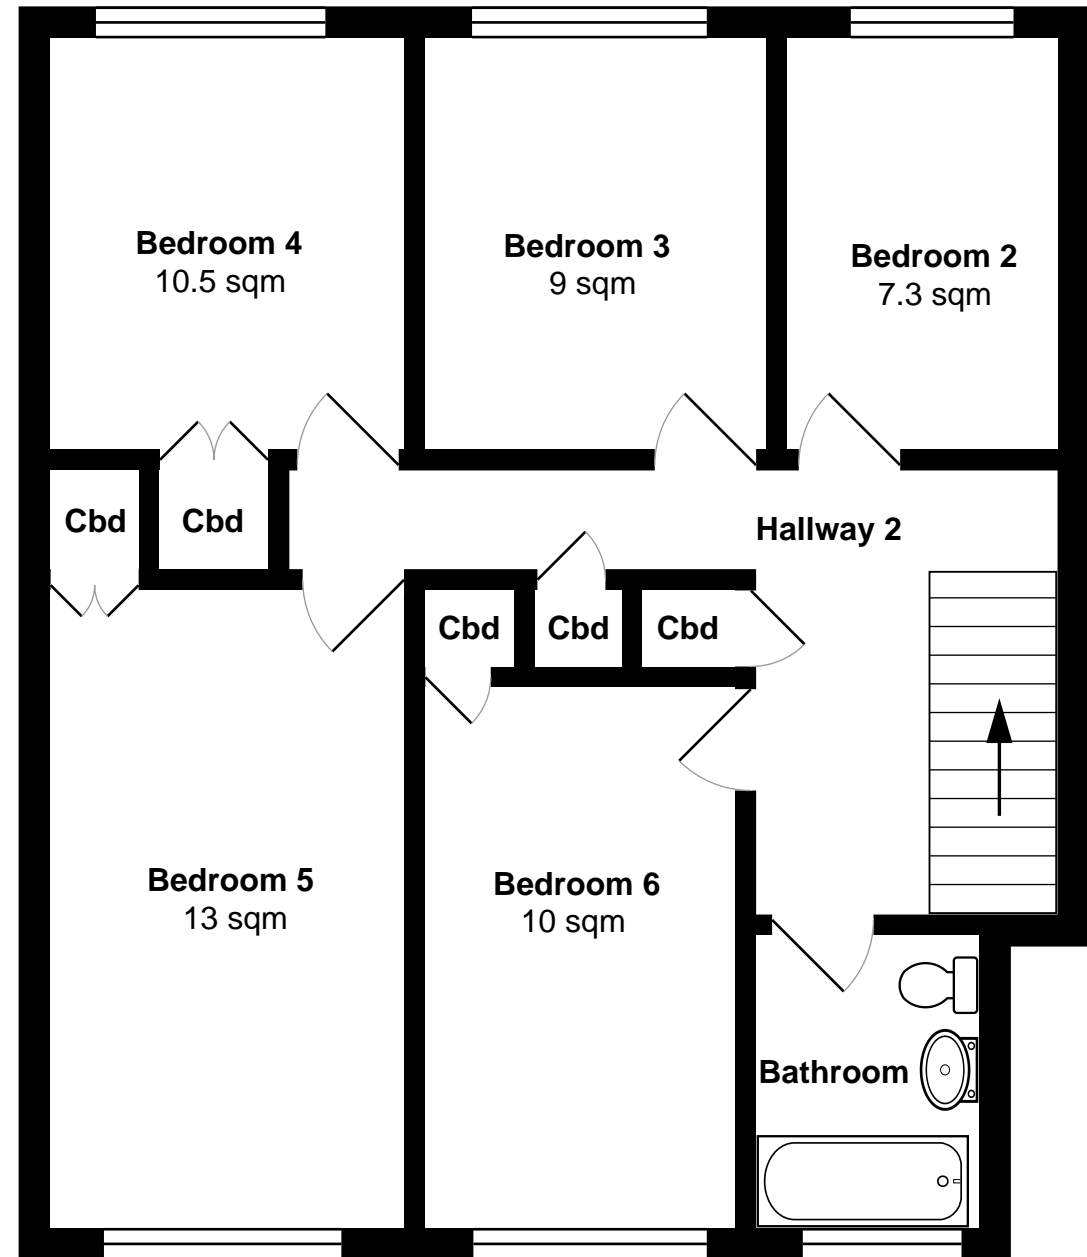 Bedroom 4
10.5 sqm
Bedroom 3
9 sqm
Bedroom 2
7.3 sqm
Cbd
Cbd
Hallway 2
Cbd
Cbd
Cbd
Bedroom 5
13 sqm
Bedroom 6
10 sqm
Bathroom